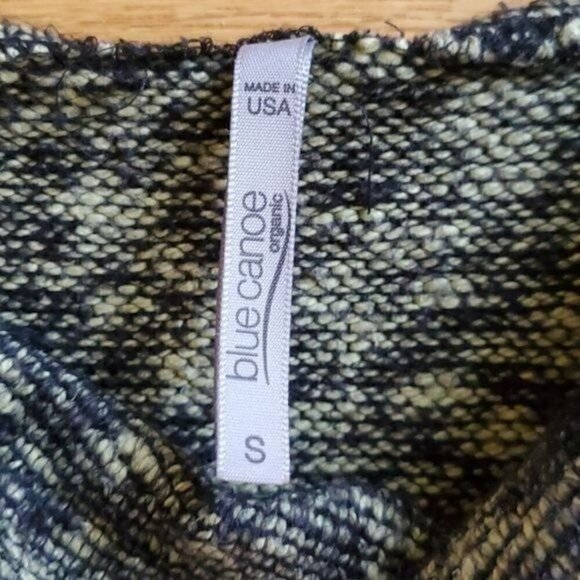 MADE IN
USA
blue canoe
organic
S